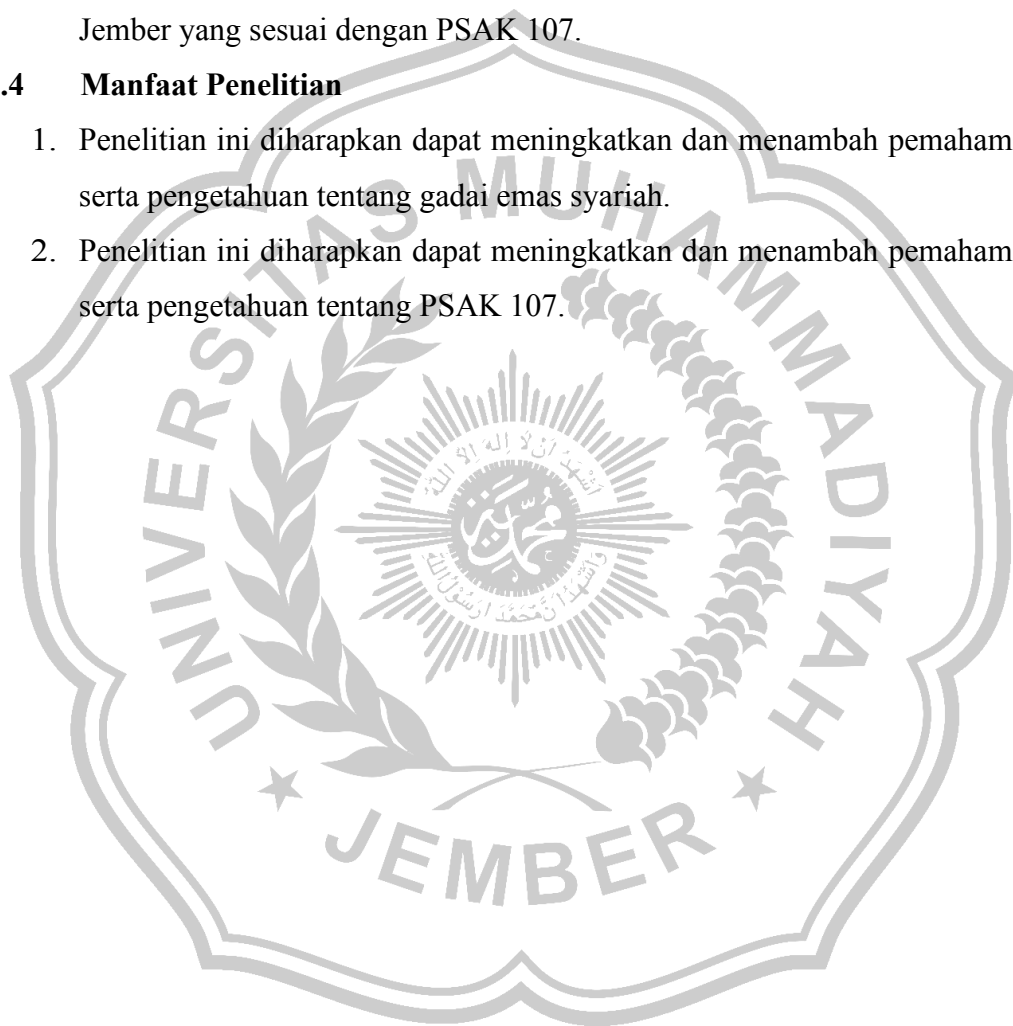 Jember yang sesuai dengan PSAK 107.
.4 Manfaat Penelitian
1. Penelitian ini diharapkan dapat meningkatkan dan menambah pemaham
serta pengetahuan tentang gadai emas syariah.
2. Penelitian ini diharapkan dapat meningkatkan dan menambah pemaham
serta pengetahuan tentang PSAK 107.
UNIVERSITAS MUHAMMADIYAH
JEMBER